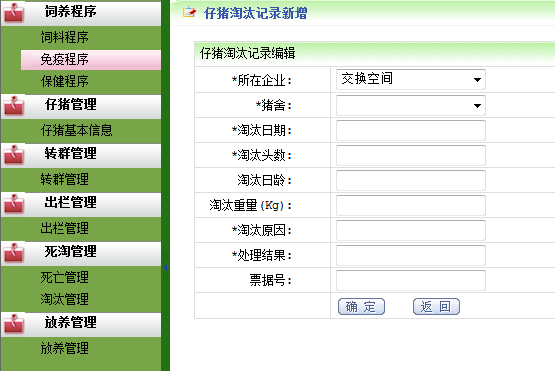 饲养程序
饲料程序
免疫程序
保健程序
仔猪管理
仔猪基本信息
转群管理
转群管理
出栏管理
出栏管理
死淘管理
死亡管理
淘汰管理
放养管理
放养管理
仔猪淘汰记录新增
仔猪淘汰记录编辑
*所在企业： 交换空间
*猪舍：
*淘汰日期：
*淘汰头数：
淘汰日龄：
淘汰重量(Kg)：
*淘汰原因：
*处理结果：
票据号：
确 定 返 回